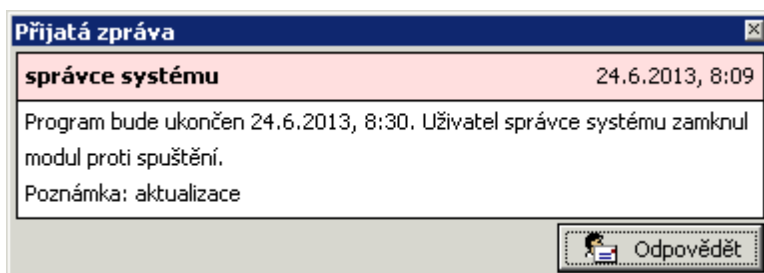 Přijatá zpráva
správce systému 24.6.2013, 8:09
Program bude ukončen 24.6.2013, 8:30. Uživatel správce systému zamknul
modul proti spuštění.
Poznámka: aktualizace
Odpovědět